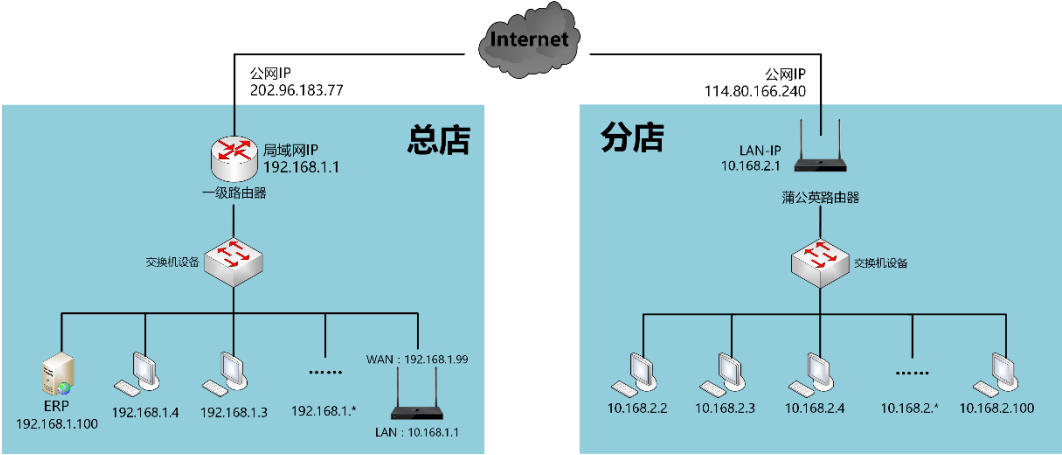 Internet
公网IP
202.96.183.77
公网IP
114.80.166.240
总店
局域网IP
192.168.1.1
一级路由器
交换机设备
ERP
192.168.1.100
192.168.1.4
192.168.1.3
......
192.168.1.*
WAN：192.168.1.99
LAN：10.168.1.1
分店
LAN-IP
10.168.2.1
蒲公英路由器
交换机设备
10.168.2.2
10.168.2.3
10.168.2.4
......
10.168.2.*
10.168.2.100